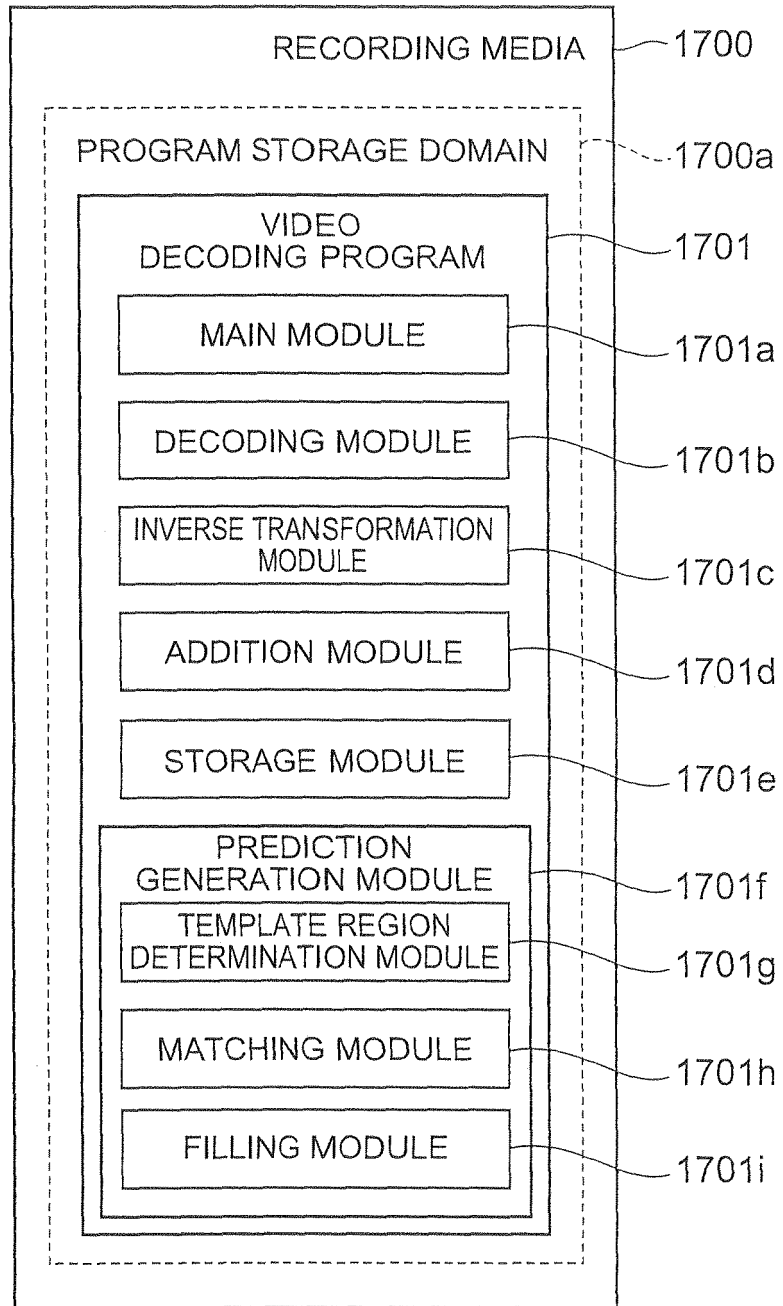 RECORDING MEDIA
1700
PROGRAM STORAGE DOMAIN
1700a
VIDEO
DECODING PROGRAM
1701
MAIN MODULE
1701a
DECODING MODULE
1701b
INVERSE TRANSFORMATION
MODULE
1701c
ADDITION MODULE
1701d
STORAGE MODULE
1701e
PREDICTION
GENERATION MODULE
1701f
TEMPLATE REGION
DETERMINATION MODULE
1701g
MATCHING MODULE
1701h
FILLING MODULE
1701i